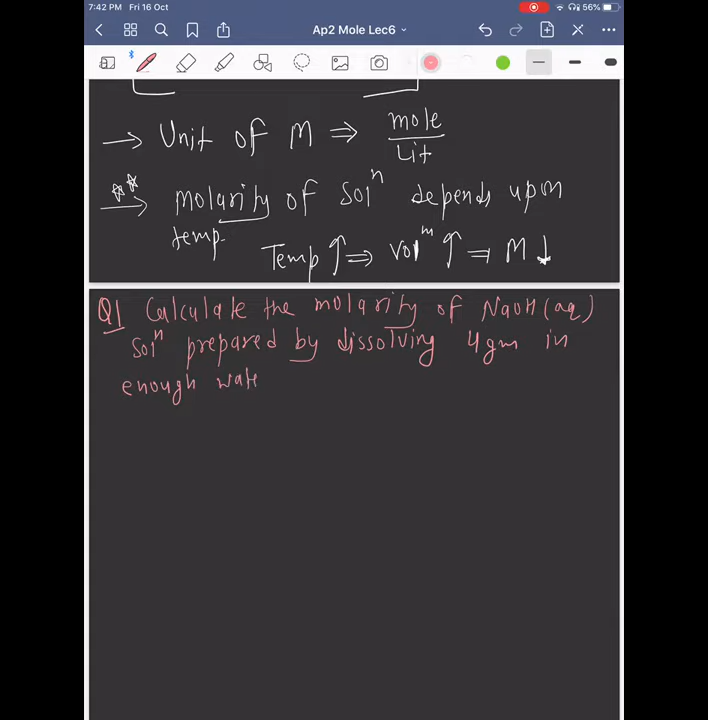 7:42 PM Fri 16 Oct
56%
Ap2 Mole Lec6
→ Unit of M ⇒ mole
Lit
→ molarity of Solⁿ depends upon
temp.
Temp ↑ ⇒ volᵐ ↑ ⇒ M ↓
Q1 Calculate the molarity of NaOH(aq)
Solⁿ prepared by dissolving 4gm in
enough wate